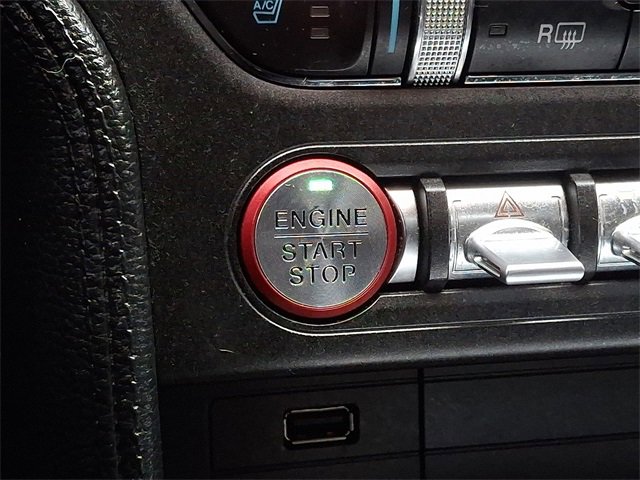 A/C
R
ENGINE
START
STOP